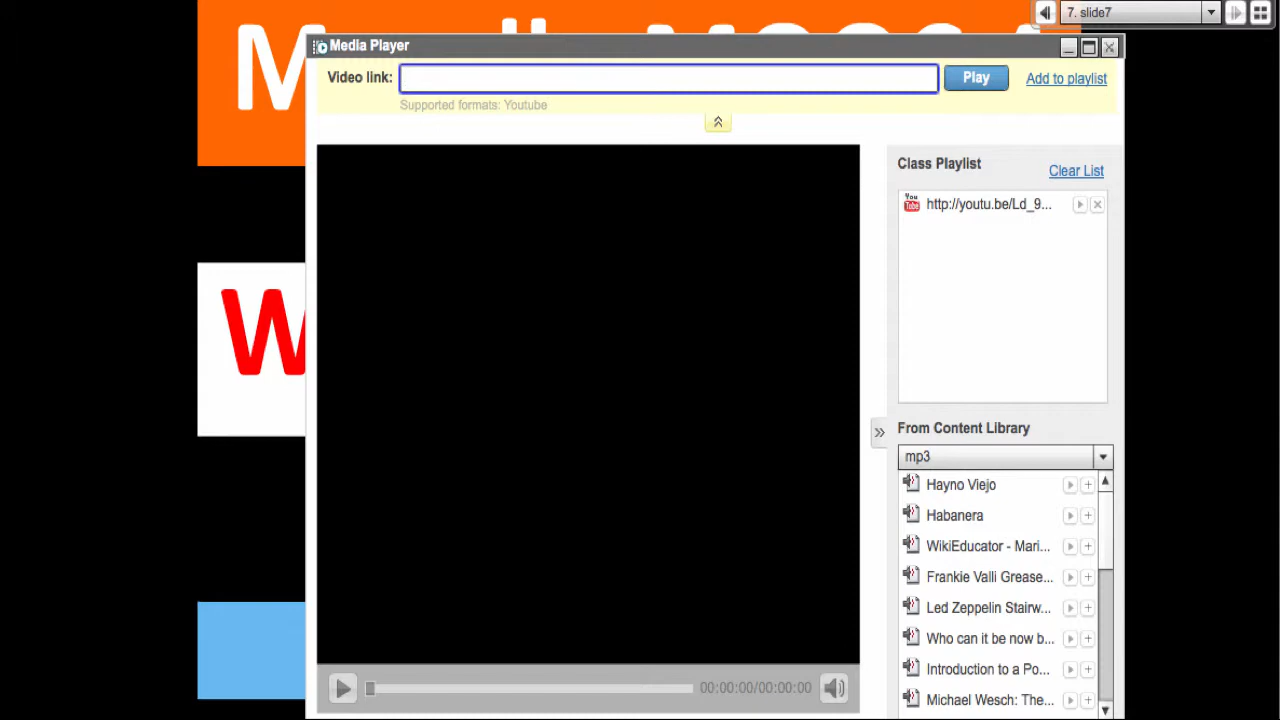 7. slide7
Media Player
Video link:
Play
Add to playlist
Supported formats: Youtube
Class Playlist
Clear List
You
Tube
http://youtu.be/Ld_9...
From Content Library
mp3
Hayno Viejo
Habanera
WikiEducator - Mari...
Frankie Valli Grease...
Led Zeppelin Stairw...
Who can it be now b...
Introduction to a Po...
Michael Wesch: The...
00:00:00/00:00:00